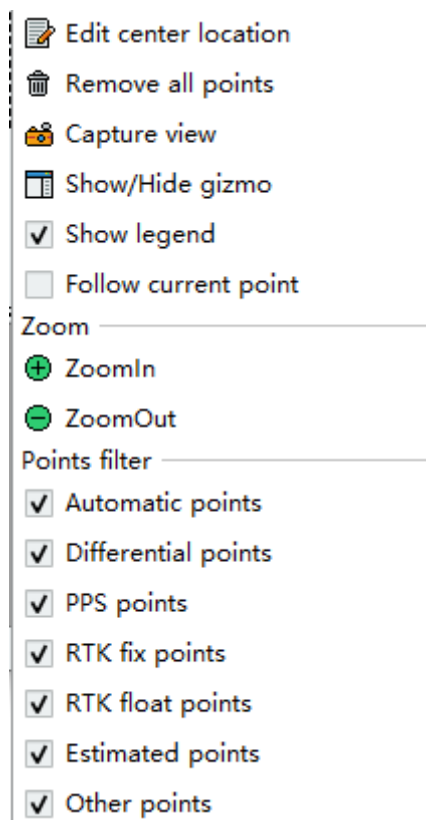 Edit center location
Remove all points
Capture view
Show/Hide gizmo
Show legend
Follow current point
Zoom
ZoomIn
ZoomOut
Points filter
Automatic points
Differential points
PPS points
RTK fix points
RTK float points
Estimated points
Other points